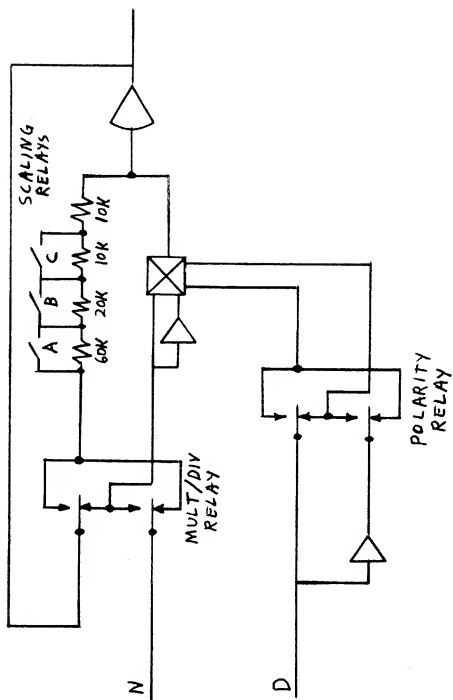 SCALING
RELAYS
A
B
C
60K
20K
10K
10K
MULT/DIV
RELAY
N
D
POLARITY
RELAY